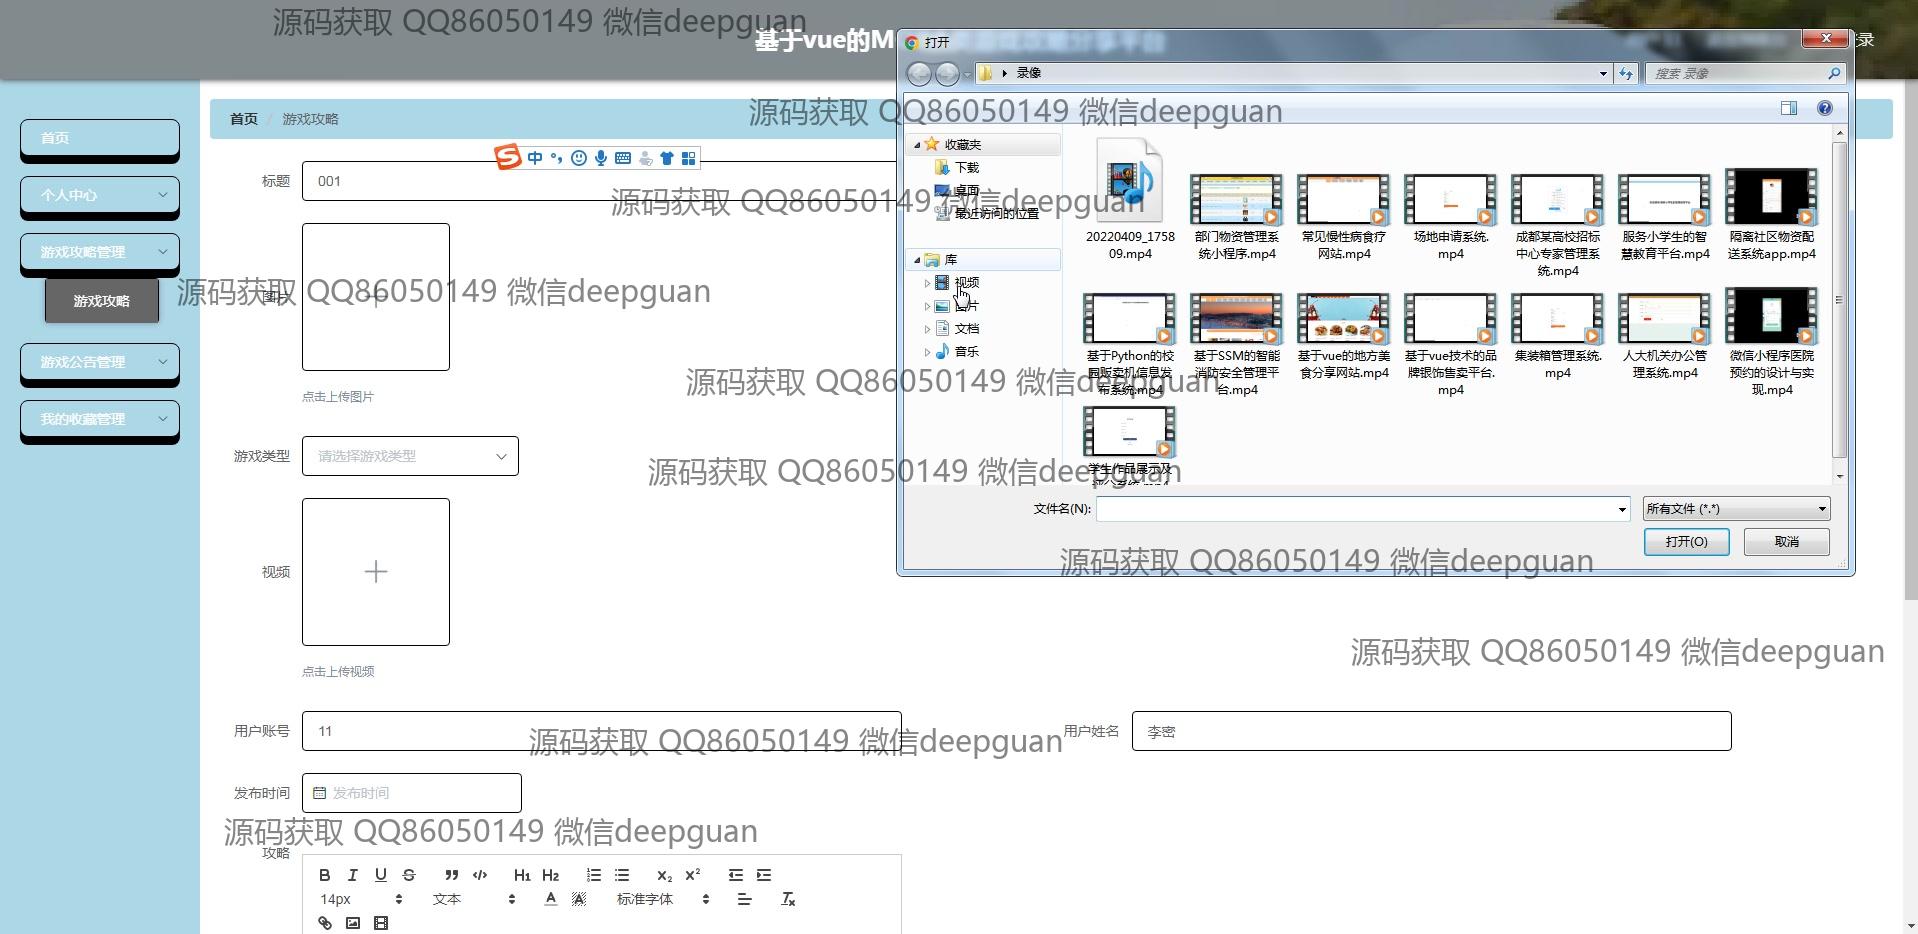 源码获取 QQ86050149 微信deepguan
基于vue的M
打开
录像
搜索 录像
首页
个人中心
游戏攻略管理
游戏攻略
游戏公告管理
我的收藏管理
首页 / 游戏攻略
源码获取 QQ86050149 微信deepguan
收藏夹
下载
桌面
最近访问的位置
库
视频
图片
文档
音乐
20220409_1758
09.mp4
部门物资管理系
统小程序.mp4
常见慢性病食疗
网站.mp4
场地申请系统.
mp4
成都某高校招标
中心专家管理系
统.mp4
服务小学生的智
慧教育平台.mp4
隔离社区物资配
送系统app.mp4
基于Python的校
园贩卖机信息发
布系统.mp4
基于SSM的智能
消防安全管理平
台.mp4
基于vue的地方美
食分享网站.mp4
基于vue技术的品
牌银饰售卖平台.
mp4
集装箱管理系统.
mp4
人大机关办公管
理系统.mp4
微信小程序医院
预约的设计与实
现.mp4
学生作品展示及
评分系统.mp4
文件名(N):
所有文件 (*.*)
打开(O)
取消
中
标题 001
源码获取 QQ86050149 微信deepguan
图片
源码获取 QQ86050149 微信deepguan
点击上传图片
源码获取 QQ86050149 微信deepguan
游戏类型 请选择游戏类型
源码获取 QQ86050149 微信deepguan
视频
源码获取 QQ86050149 微信deepguan
点击上传视频
源码获取 QQ86050149 微信deepguan
用户账号 11
用户姓名 李密
源码获取 QQ86050149 微信deepguan
发布时间 发布时间
源码获取 QQ86050149 微信deepguan
攻略
B I U S H1 H2 X₂ X²
14px 文本 A A 标准字体 Tx